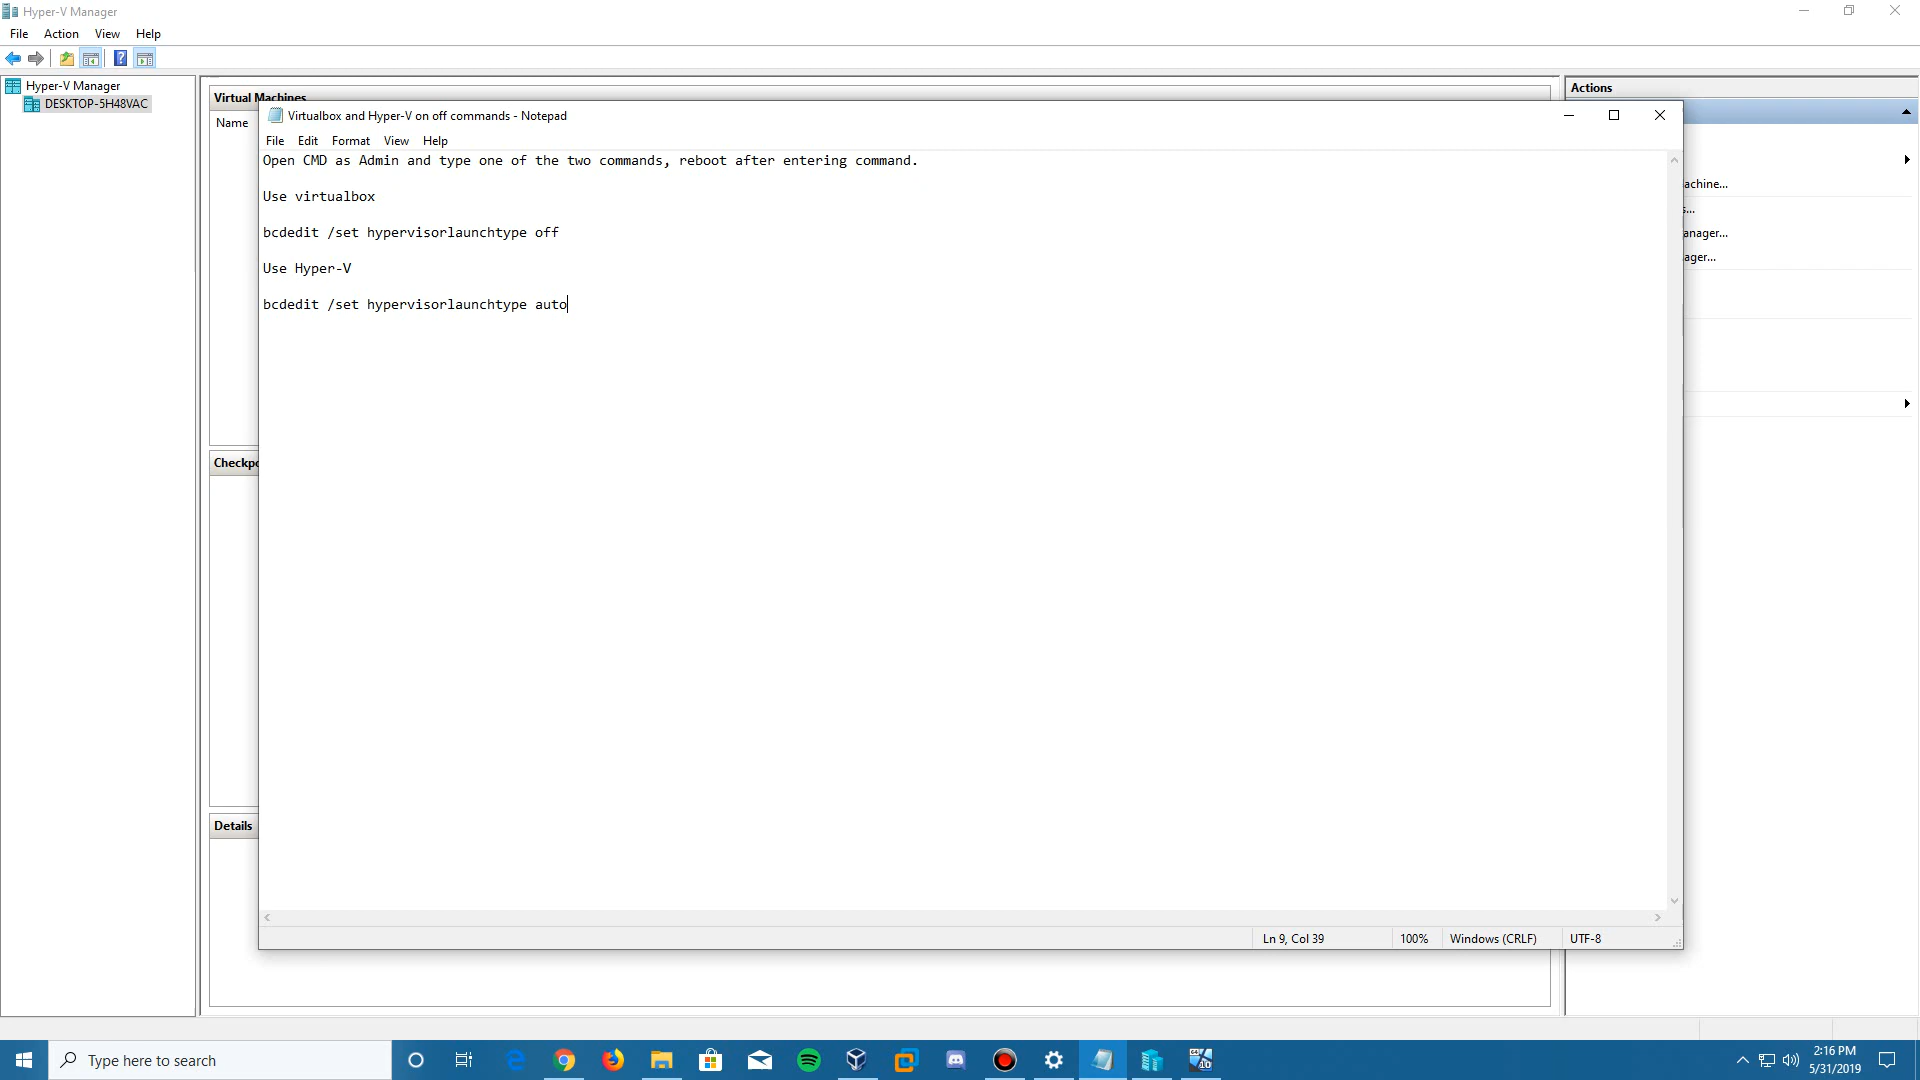 Hyper-V Manager
File Action View Help
Hyper-V Manager
DESKTOP-5H48VAC
Virtual Machines
Name
Checkpo
Details
Virtualbox and Hyper-V on off commands - Notepad
File Edit Format View Help
Open CMD as Admin and type one of the two commands, reboot after entering command.
Use virtualbox
bcdedit /set hypervisorlaunchtype off
Use Hyper-V
bcdedit /set hypervisorlaunchtype auto
Ln 9, Col 39 100% Windows (CRLF) UTF-8
Actions
achine...
s...
anager...
ager...
Type here to search
64
10
2:16 PM
5/31/2019